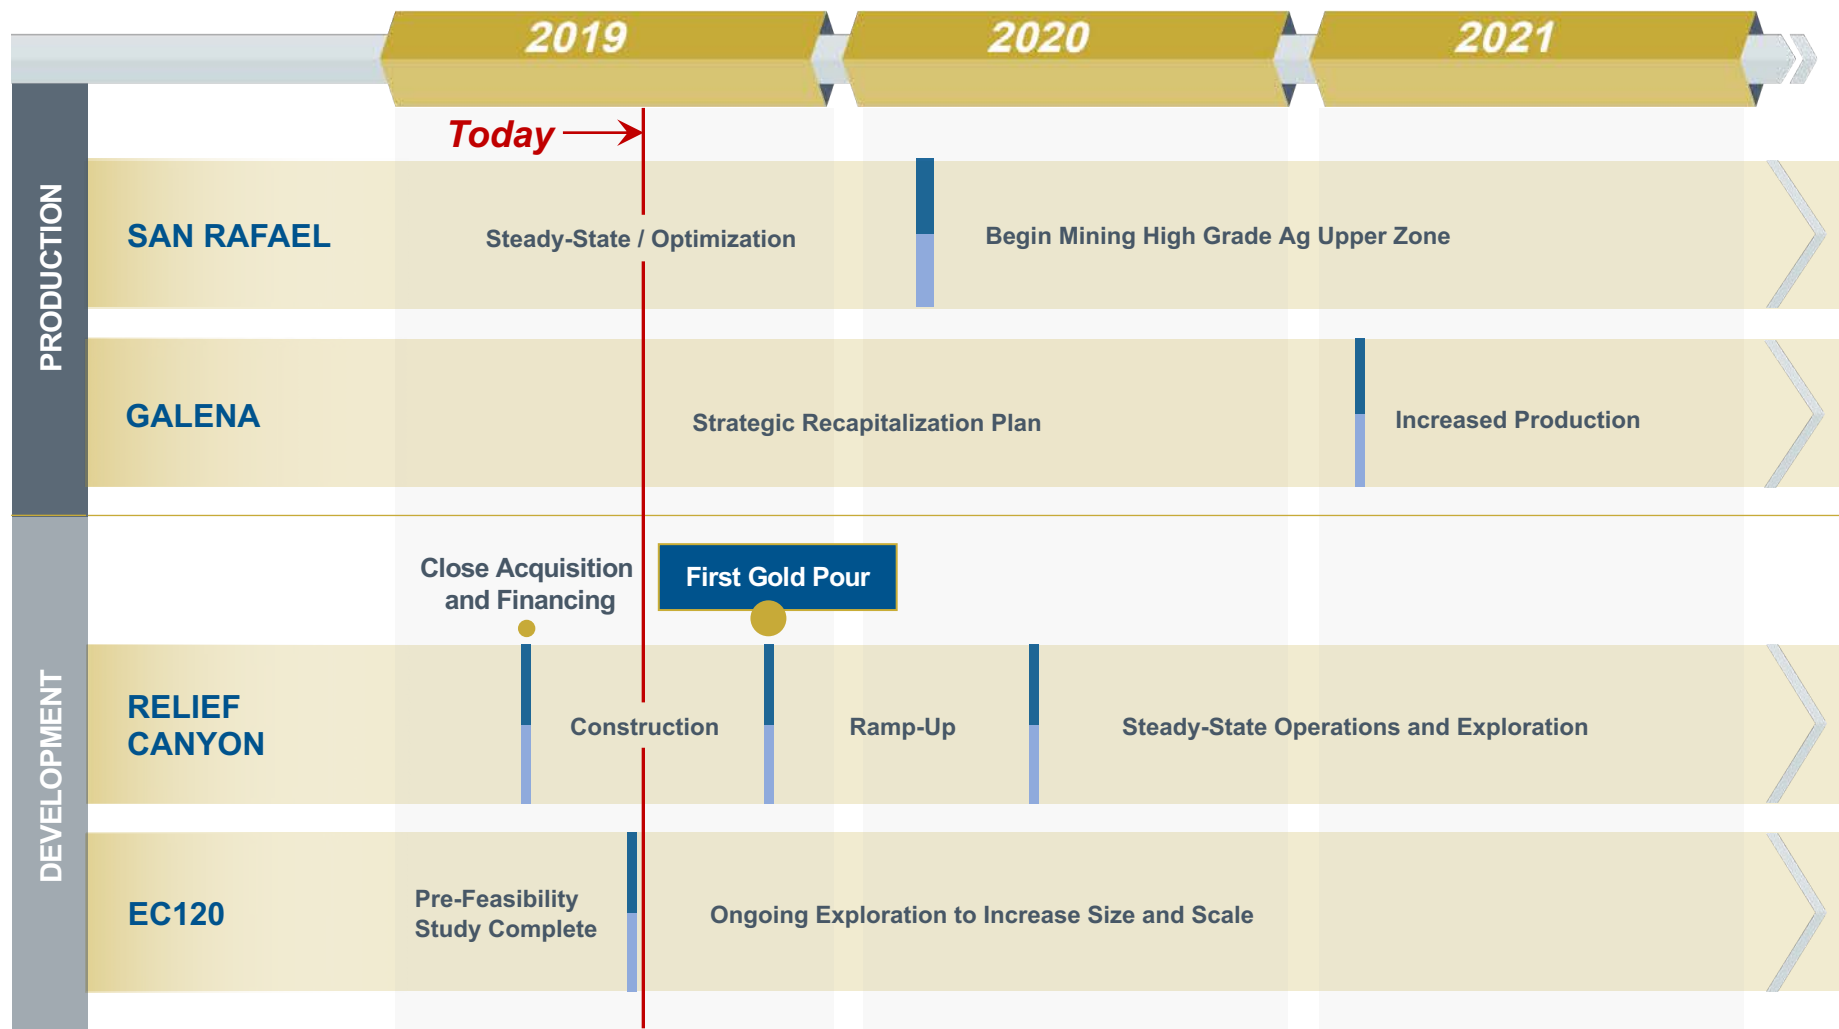 2019
2020
2021
Today
PRODUCTION
SAN RAFAEL
Steady-State / Optimization
Begin Mining High Grade Ag Upper Zone
GALENA
Strategic Recapitalization Plan
Increased Production
DEVELOPMENT
Close Acquisition
and Financing
First Gold Pour
RELIEF
CANYON
Construction
Ramp-Up
Steady-State Operations and Exploration
EC120
Pre-Feasibility
Study Complete
Ongoing Exploration to Increase Size and Scale